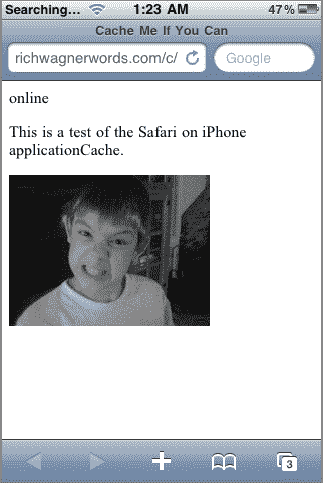 Searching... 1:23 AM 47%
Cache Me If You Can
richwagnerwords.com/c/ Google
online
This is a test of the Safari on iPhone
applicationCache.
3